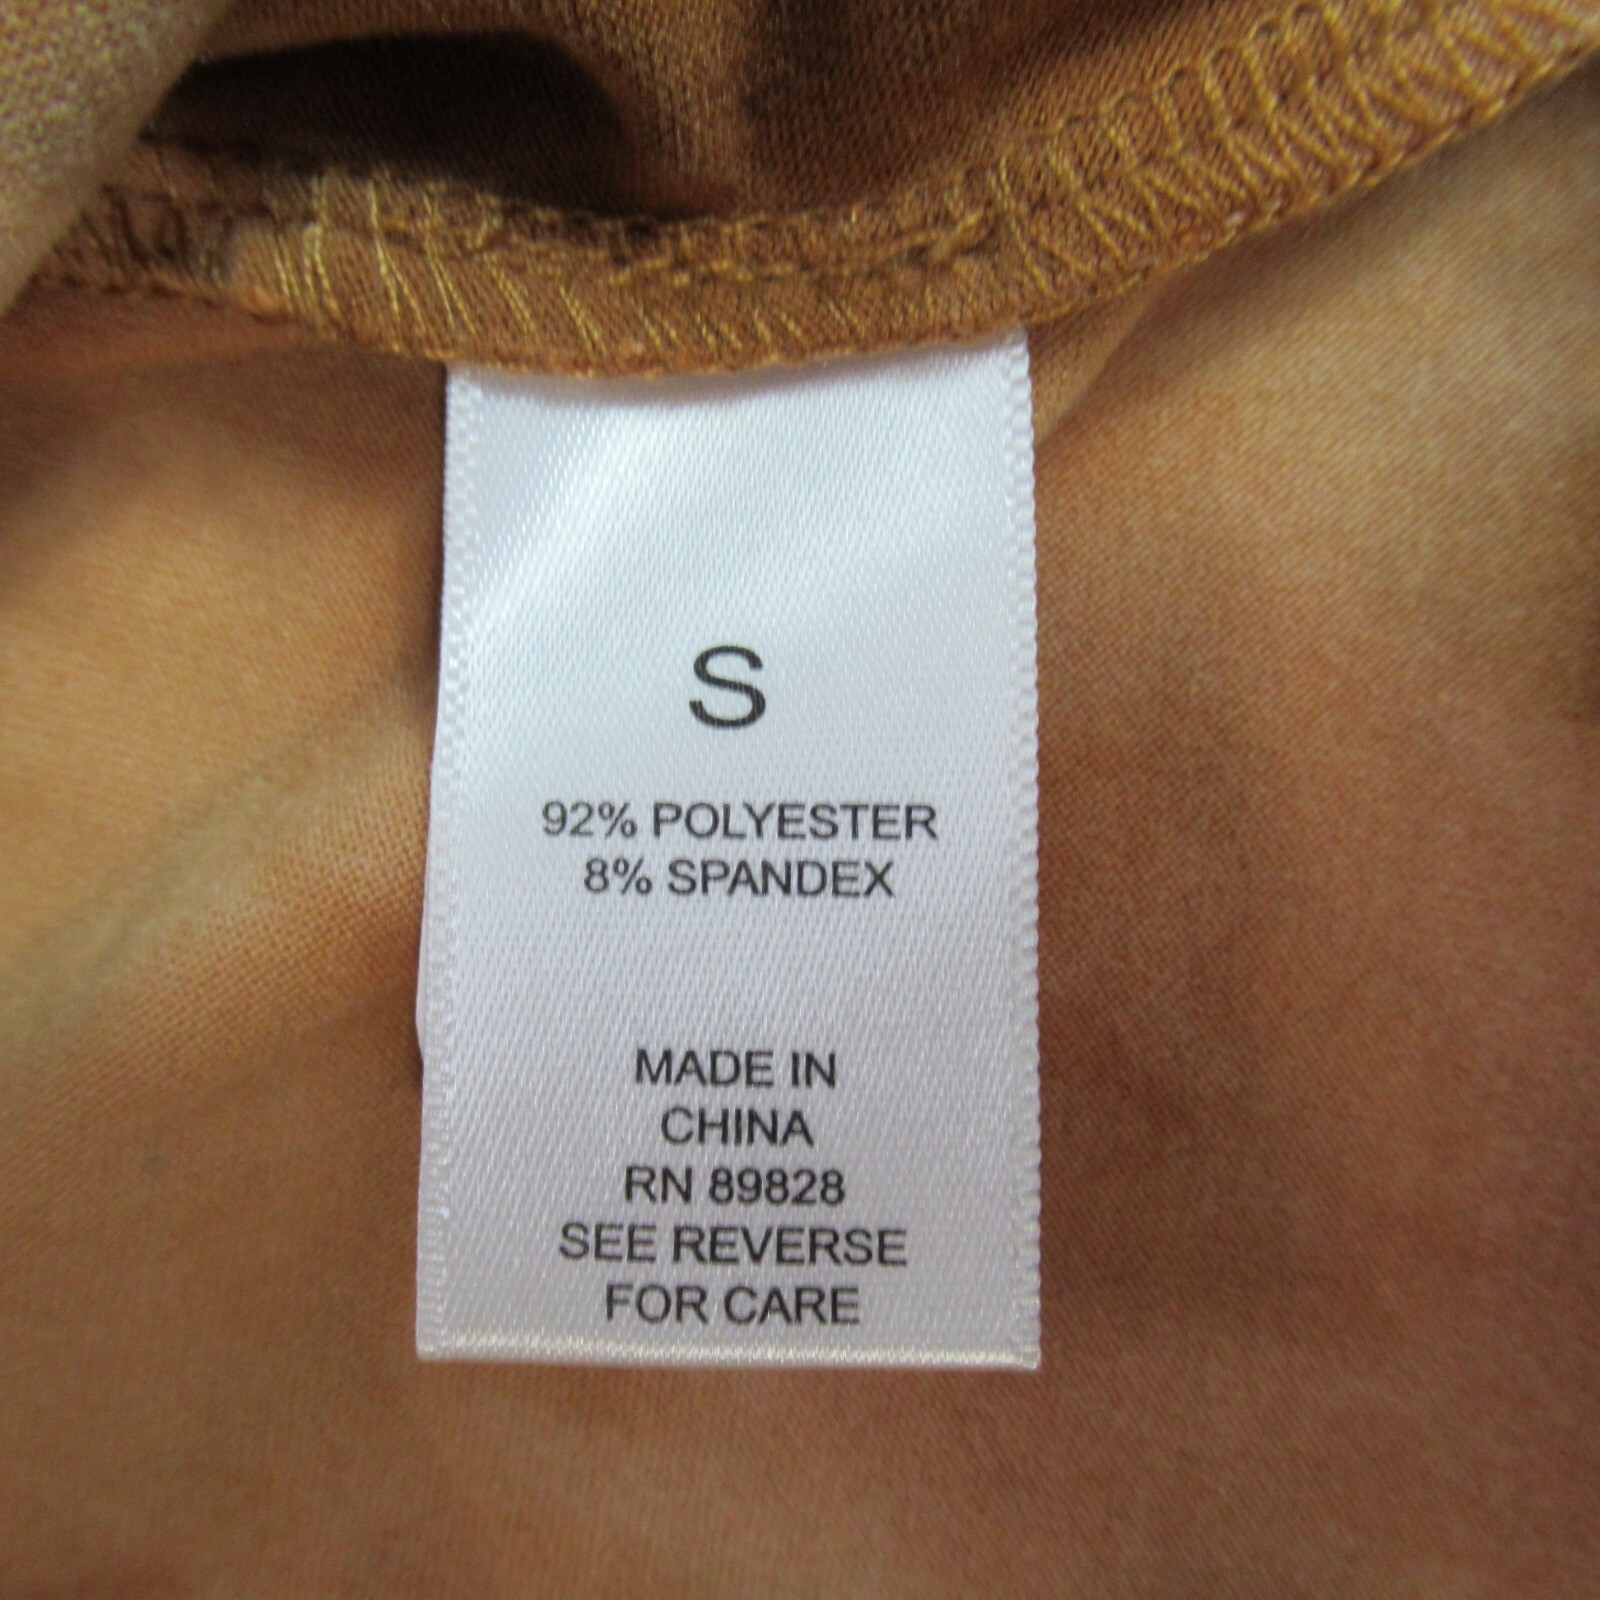 S
92% POLYESTER
8% SPANDEX
MADE IN
CHINA
RN 89828
SEE REVERSE
FOR CARE